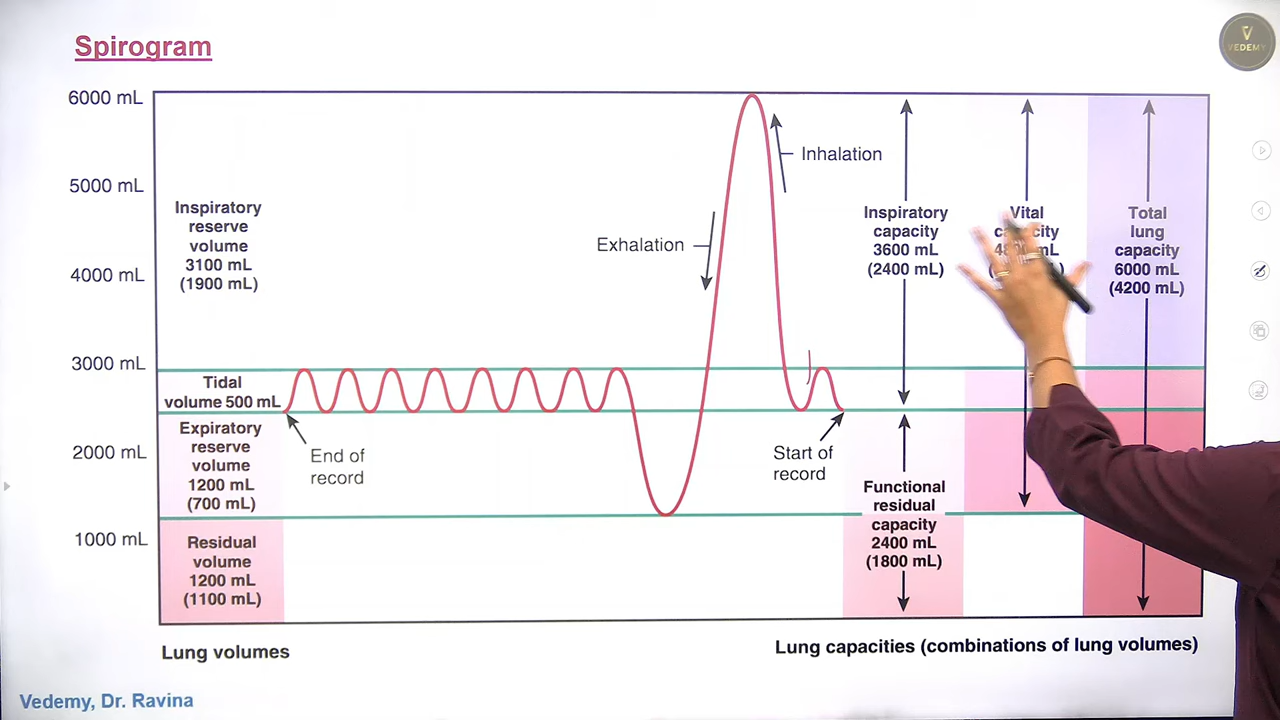 Spirogram
VEDEMY
6000 mL
5000 mL
4000 mL
3000 mL
2000 mL
1000 mL
Inspiratory
reserve
volume
3100 mL
(1900 mL)
Tidal
volume 500 mL
Expiratory
reserve
volume
1200 mL
(700 mL)
Residual
volume
1200 mL
(1100 mL)
End of
record
Exhalation
Inhalation
Start of
record
Inspiratory
capacity
3600 mL
(2400 mL)
Functional
residual
capacity
2400 mL
(1800 mL)
Vital
mL
Total
lung
capacity
6000 mL
(4200 mL)
Lung volumes
Lung capacities (combinations of lung volumes)
Vedemy, Dr. Ravina